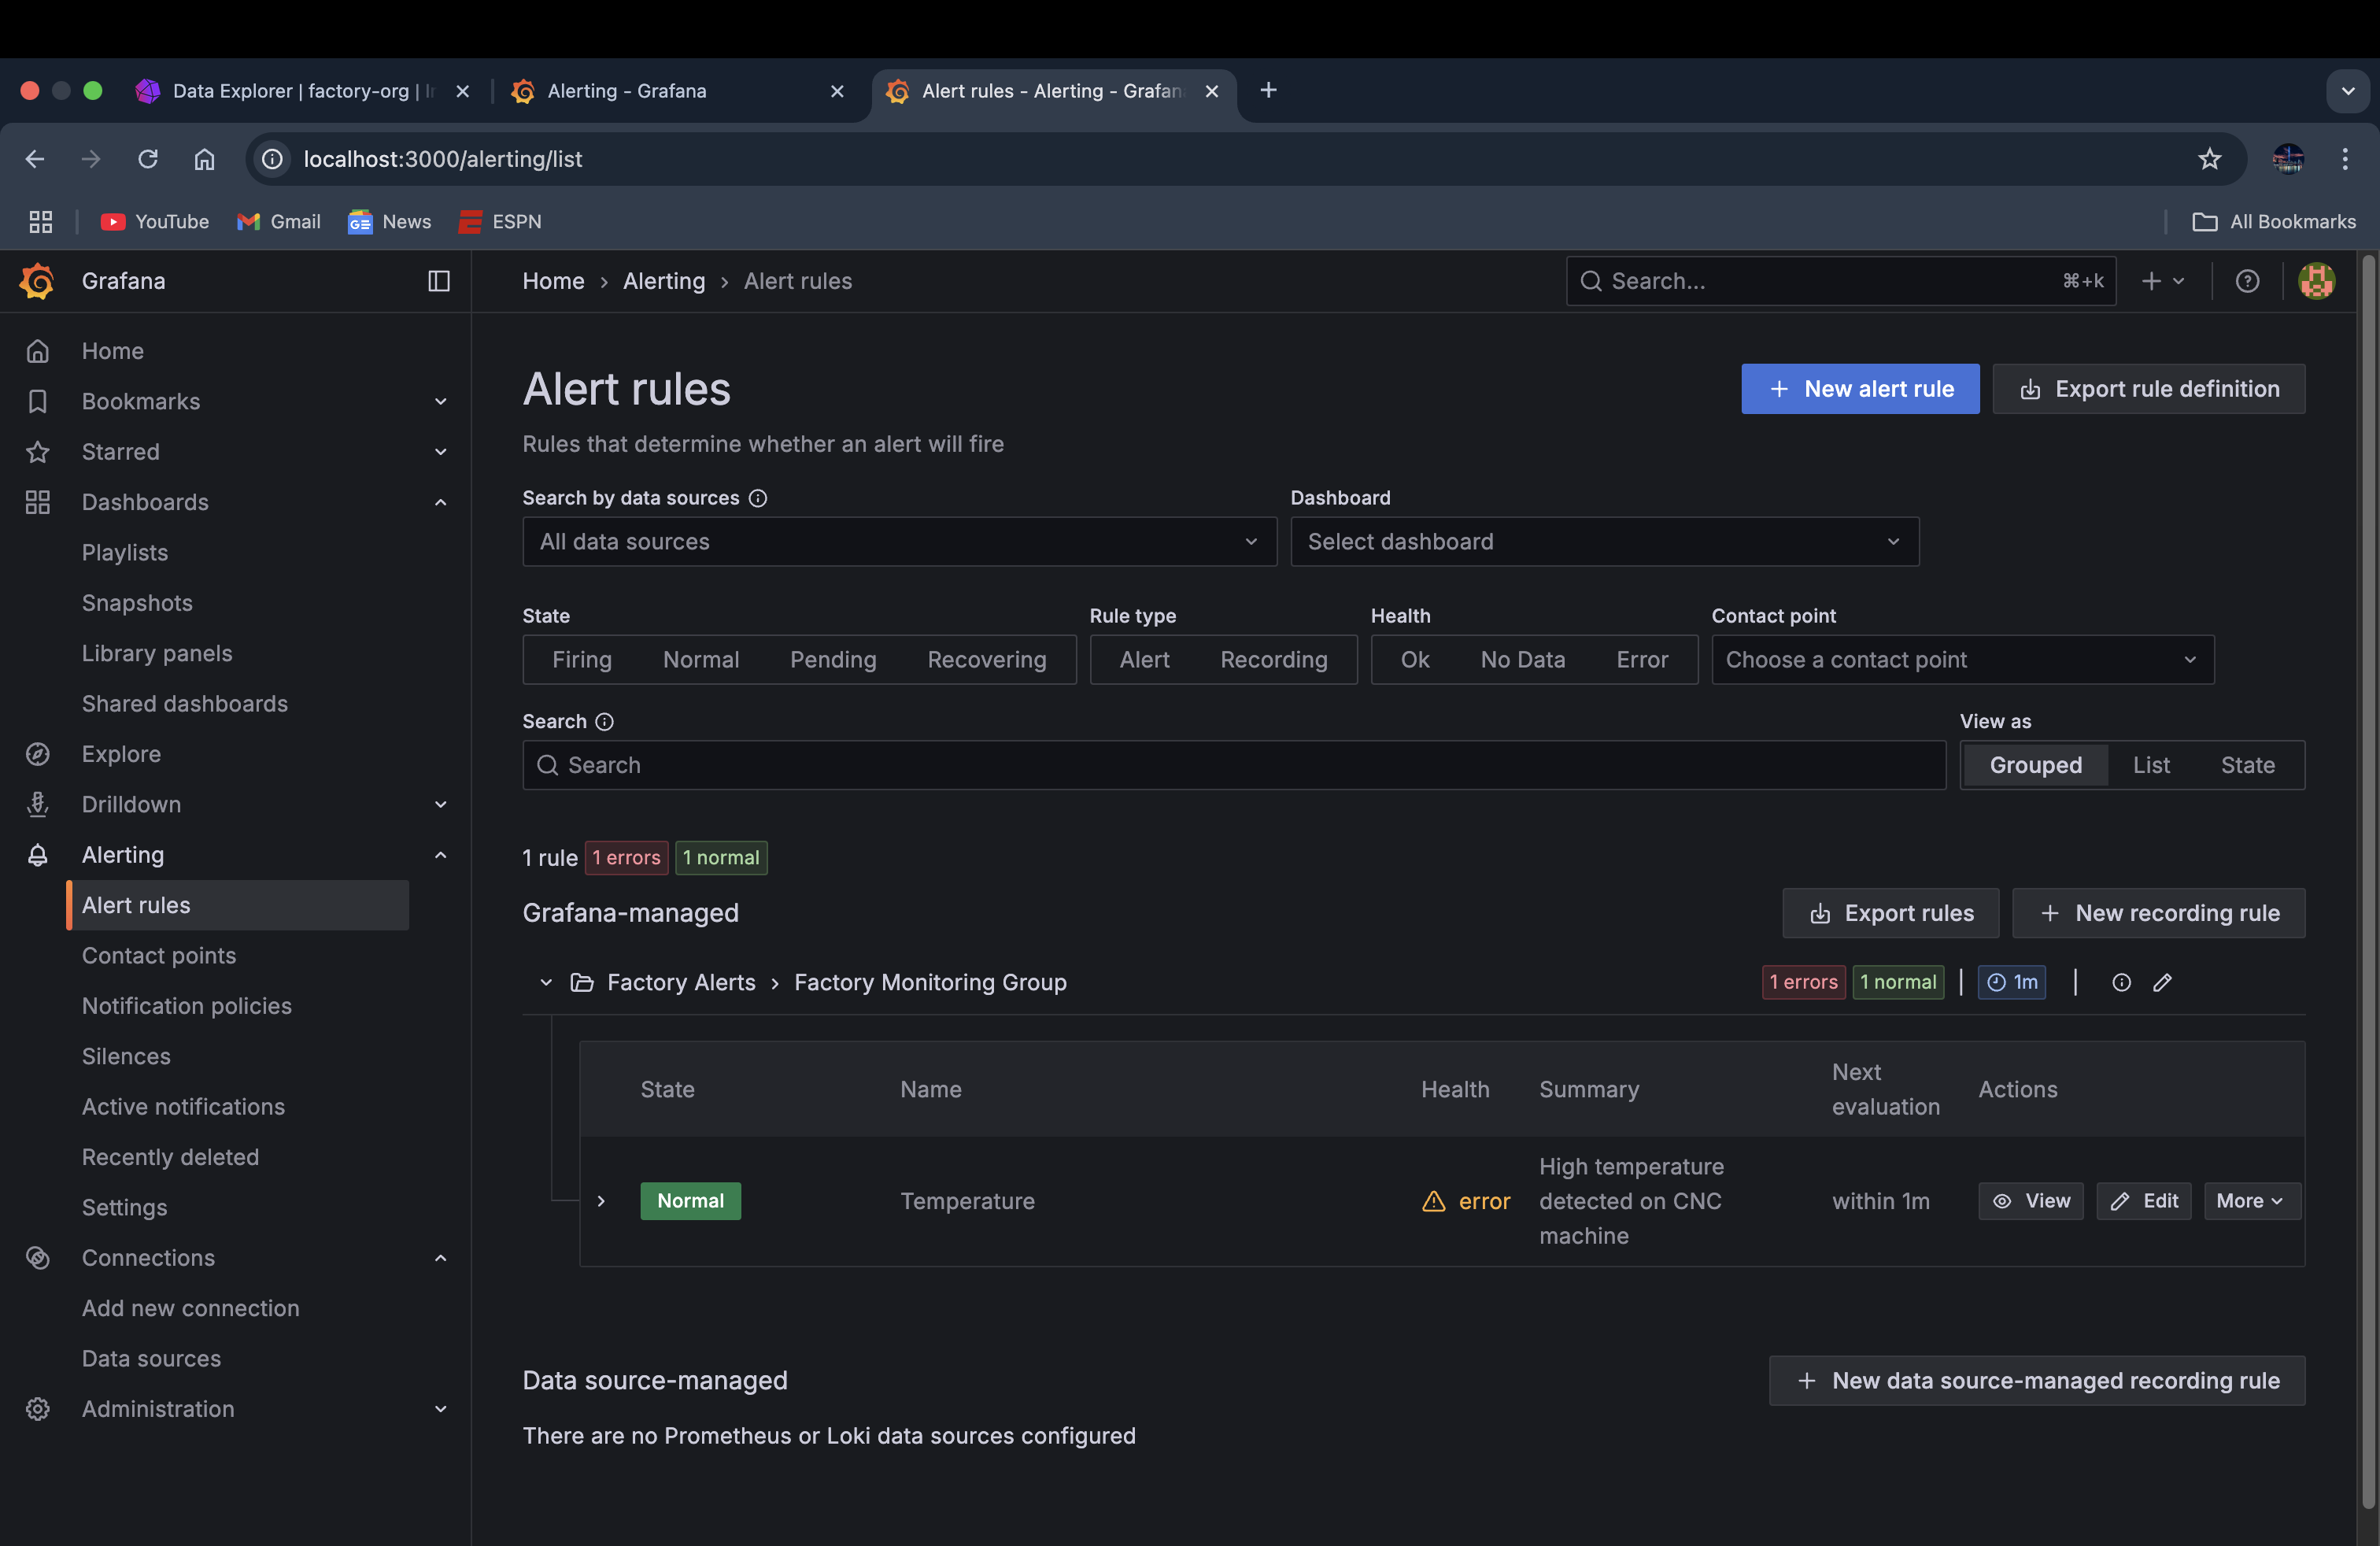 Data Explorer | factory-org |
Alerting - Grafana
Alert rules - Alerting - Grafan
localhost:3000/alerting/list
YouTube
Gmail
News
ESPN
All Bookmarks
Grafana
Home › Alerting › Alert rules
Search...
⌘+k
Home
Bookmarks
Starred
Dashboards
Playlists
Snapshots
Library panels
Shared dashboards
Explore
Drilldown
Alerting
Alert rules
Contact points
Notification policies
Silences
Active notifications
Recently deleted
Settings
Connections
Add new connection
Data sources
Administration
Alert rules
New alert rule
Export rule definition
Rules that determine whether an alert will fire
Search by data sources
Dashboard
All data sources
Select dashboard
State
Rule type
Health
Contact point
Firing Normal Pending Recovering
Alert Recording
Ok No Data Error
Choose a contact point
Search
View as
Search
Grouped List State
1 rule 1 errors 1 normal
Grafana-managed
Export rules
New recording rule
Factory Alerts › Factory Monitoring Group
1 errors 1 normal | 1m |
State Name Health Summary Next evaluation Actions
Normal
Temperature
error
High temperature
detected on CNC
machine
within 1m
View
Edit
More
Data source-managed
New data source-managed recording rule
There are no Prometheus or Loki data sources configured